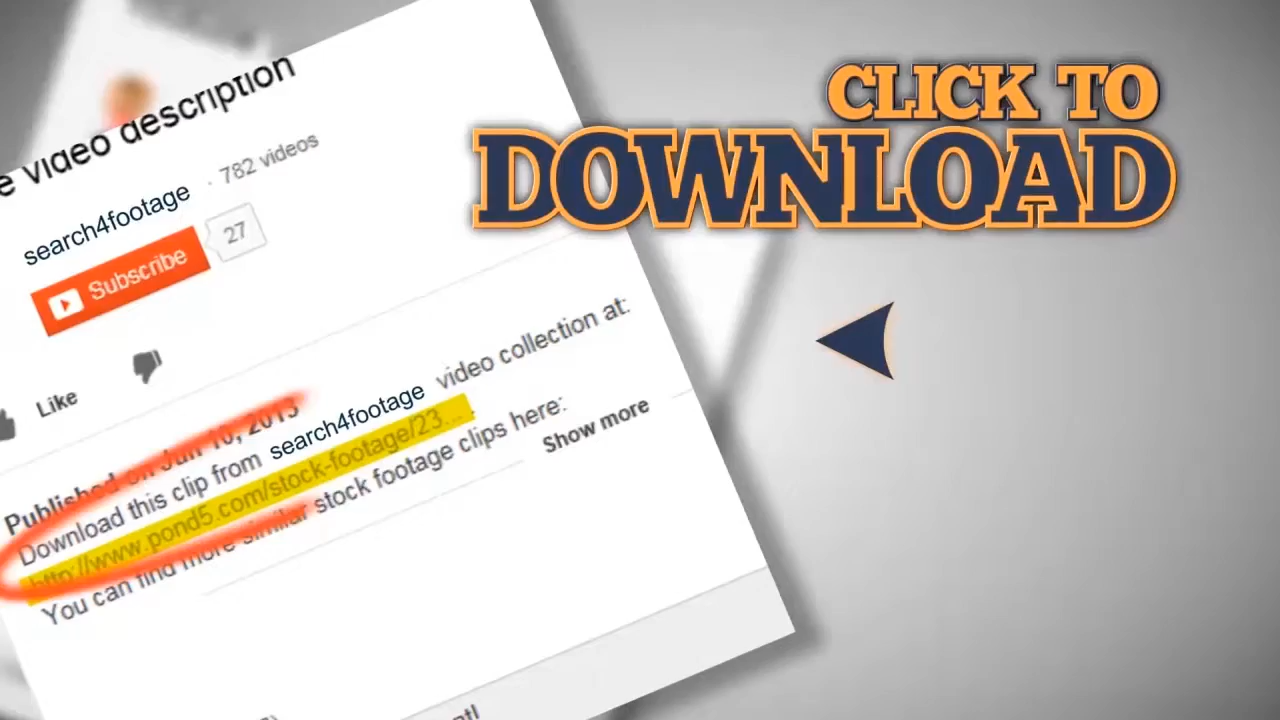 CLICK TO
DOWNLOAD
e video description
search4footage · 782 videos
Subscribe 27
Like
Published on Jun 10, 2013
Download this clip from search4footage video collection at:
http://www.pond5.com/stock-footage/23...
You can find more similar stock footage clips here:
Show more